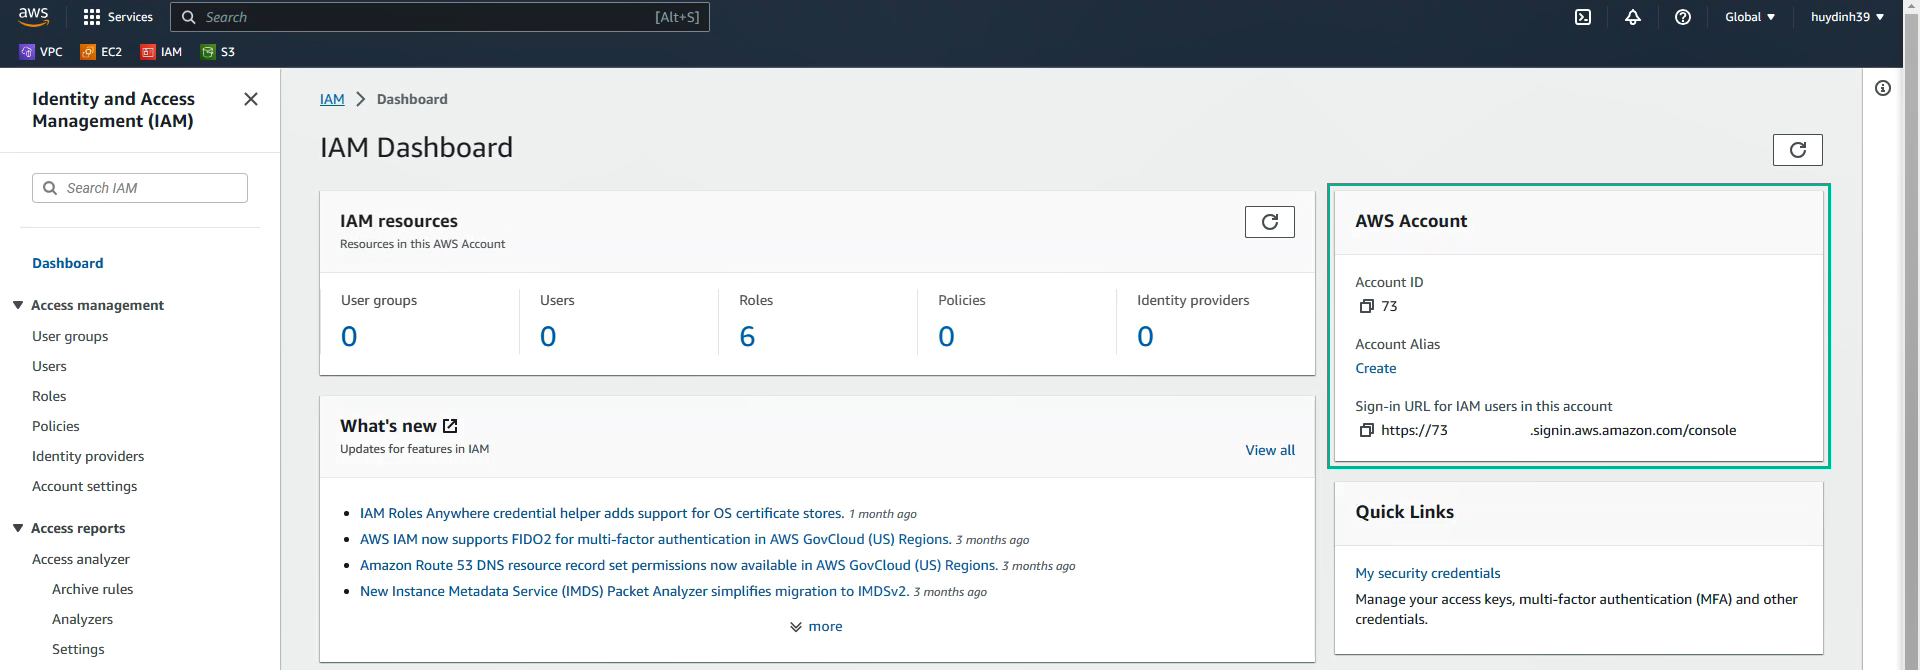 aws
Services
Search
[Alt+S]
Global
huydinh39
VPC
EC2
IAM
S3
Identity and Access
Management (IAM)
Search IAM
Dashboard
Access management
User groups
Users
Roles
Policies
Identity providers
Account settings
Access reports
Access analyzer
Archive rules
Analyzers
Settings
IAM
Dashboard
IAM Dashboard
IAM resources
Resources in this AWS Account
User groups
0
Users
0
Roles
6
Policies
0
Identity providers
0
What's new
Updates for features in IAM
View all
IAM Roles Anywhere credential helper adds support for OS certificate stores. 1 month ago
AWS IAM now supports FIDO2 for multi-factor authentication in AWS GovCloud (US) Regions. 3 months ago
Amazon Route 53 DNS resource record set permissions now available in AWS GovCloud (US) Regions. 3 months ago
New Instance Metadata Service (IMDS) Packet Analyzer simplifies migration to IMDSv2. 3 months ago
more
AWS Account
Account ID
73
Account Alias
Create
Sign-in URL for IAM users in this account
https://73 .signin.aws.amazon.com/console
Quick Links
My security credentials
Manage your access keys, multi-factor authentication (MFA) and other
credentials.